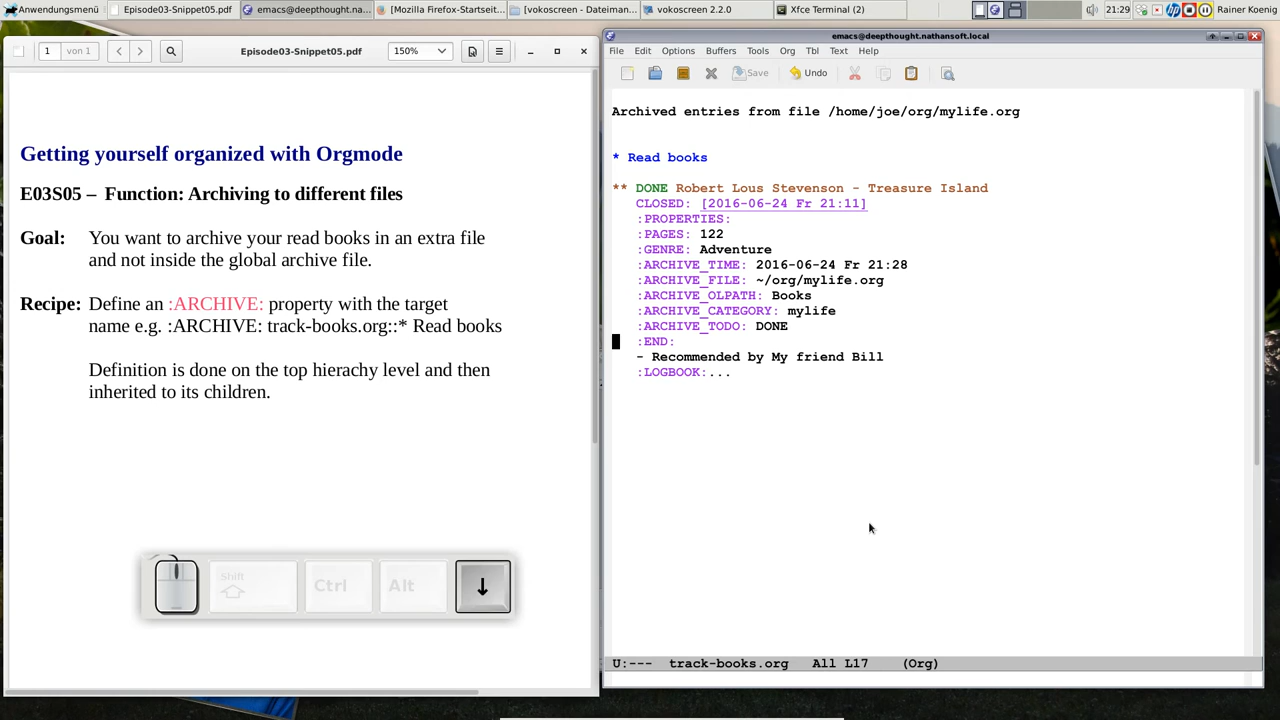 Anwendungsmenü
Episode03-Snippet05.pdf
emacs@deepthought.na...
[Mozilla Firefox-Startseit...
[vokoscreen - Dateiman...
vokoscreen 2.2.0
Xfce Terminal (2)
21:29
Rainer Koenig
1 von 1
Episode03-Snippet05.pdf
150%
Getting yourself organized with Orgmode
E03S05 – Function: Archiving to different files
Goal: You want to archive your read books in an extra file
and not inside the global archive file.
Recipe: Define an :ARCHIVE: property with the target
name e.g. :ARCHIVE: track-books.org::* Read books
Definition is done on the top hierachy level and then
inherited to its children.
Shift
Ctrl
Alt
↓
emacs@deepthought.nathansoft.local
File Edit Options Buffers Tools Org Tbl Text Help
Save Undo
Archived entries from file /home/joe/org/mylife.org
* Read books
** DONE Robert Lous Stevenson - Treasure Island
CLOSED: [2016-06-24 Fr 21:11]
:PROPERTIES:
:PAGES: 122
:GENRE: Adventure
:ARCHIVE_TIME: 2016-06-24 Fr 21:28
:ARCHIVE_FILE: ~/org/mylife.org
:ARCHIVE_OLPATH: Books
:ARCHIVE_CATEGORY: mylife
:ARCHIVE_TODO: DONE
:END:
- Recommended by My friend Bill
:LOGBOOK:...
U:--- track-books.org All L17 (Org)